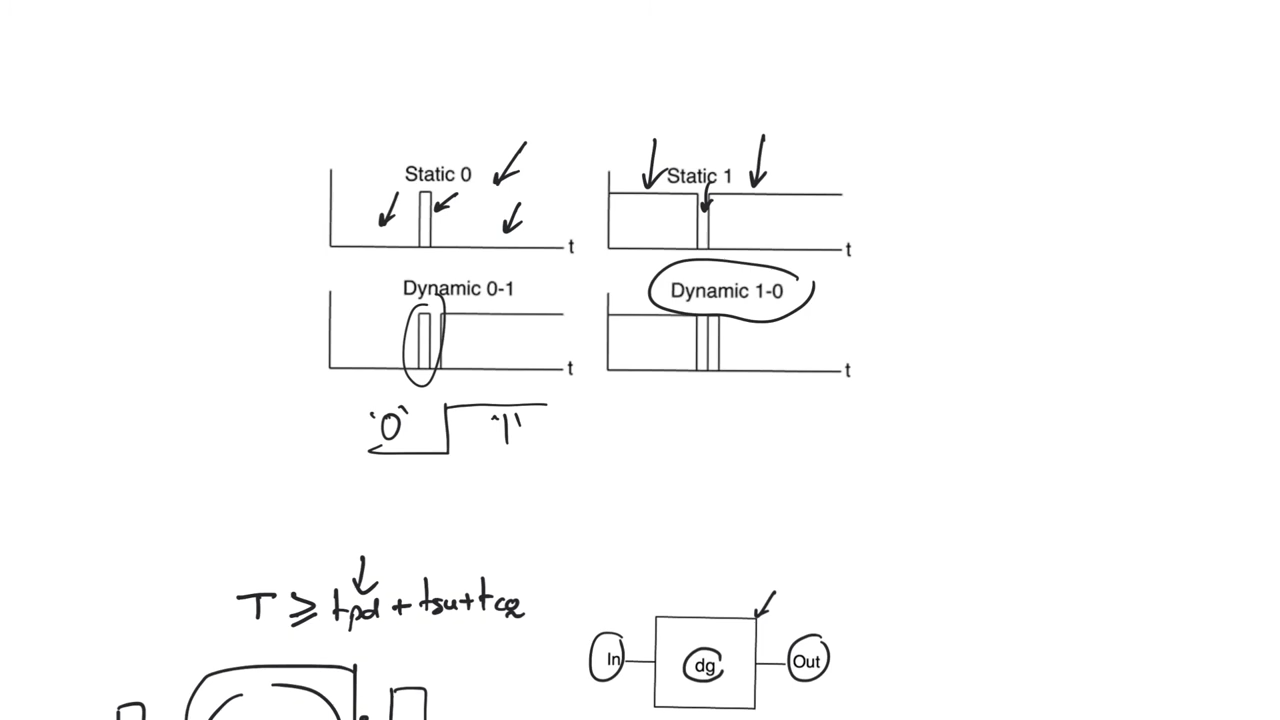 Static 0 Static 1
t t
Dynamic 0-1 Dynamic 1-0
t t
'0' '1'
T ≥ tpd + tsu + tcq
In dg Out